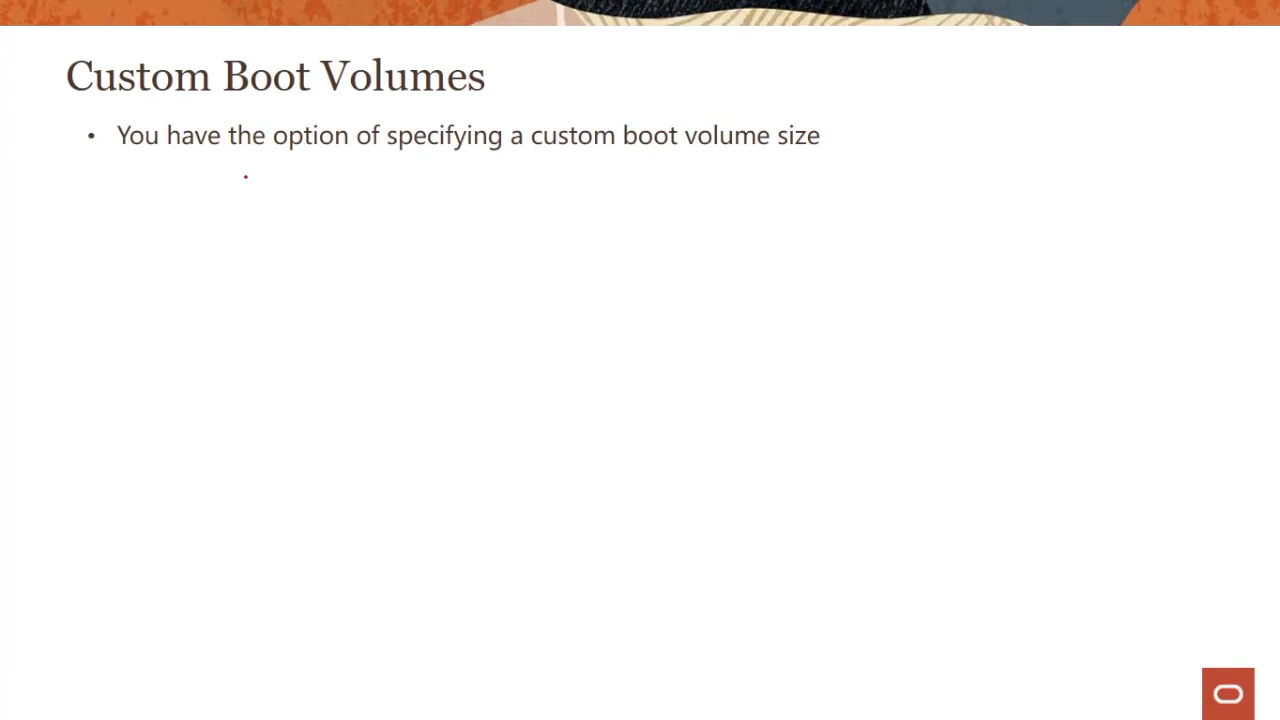 Custom Boot Volumes
• You have the option of specifying a custom boot volume size